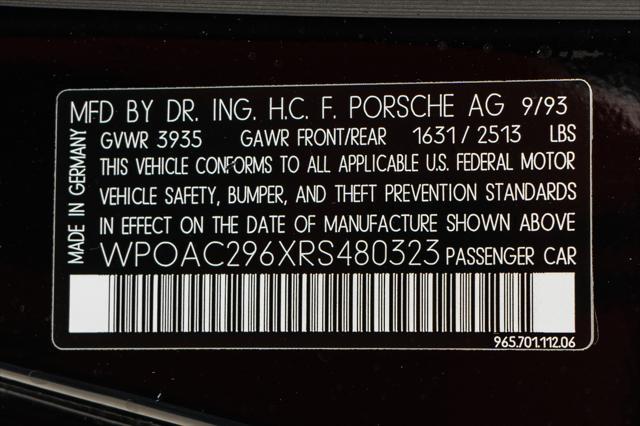 MFD BY DR. ING. H.C. F. PORSCHE AG 9/93
GVWR 3935 GAWR FRONT/REAR 1631 / 2513 LBS
THIS VEHICLE CONFORMS TO ALL APPLICABLE U.S. FEDERAL MOTOR
VEHICLE SAFETY, BUMPER, AND THEFT PREVENTION STANDARDS
IN EFFECT ON THE DATE OF MANUFACTURE SHOWN ABOVE
WPOAC296XRS480323 PASSENGER CAR
MADE IN GERMANY
965.701.112.06